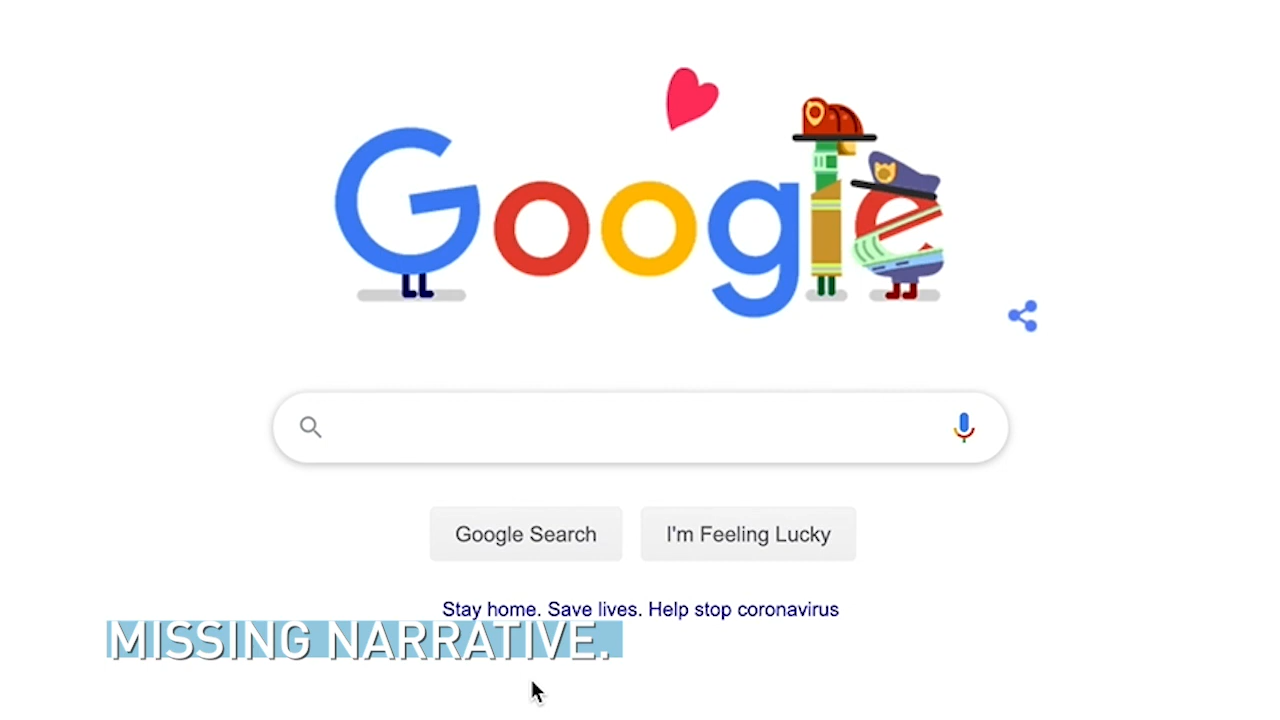 Google
Google Search
I'm Feeling Lucky
Stay home. Save lives. Help stop coronavirus
MISSING NARRATIVE.